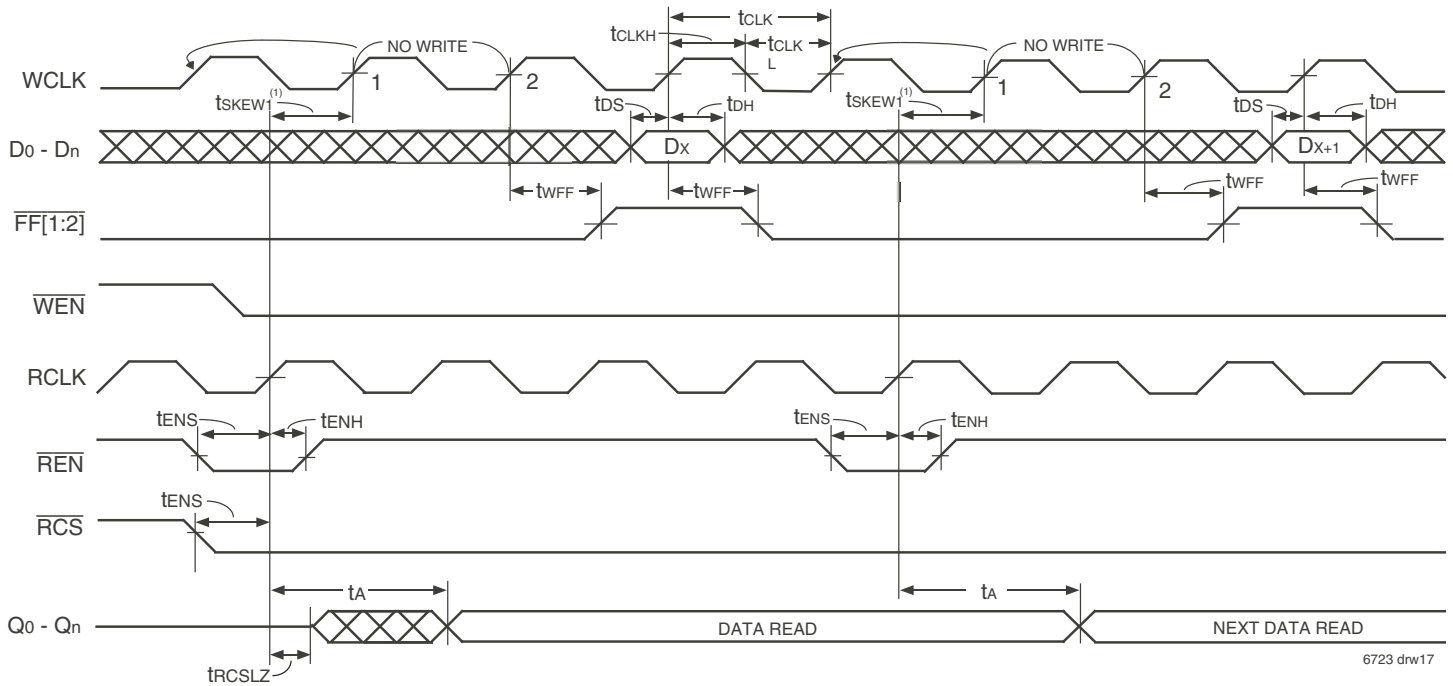 tCLK
tCLKH
tCLK
L
NO WRITE
NO WRITE
WCLK
1
2
1
2
tSKEW1(1)
tDS
tDH
tSKEW1(1)
tDS
tDH
D0 - Dn
DX
DX+1
tWFF
tWFF
tWFF
tWFF
FF[1:2]
WEN
RCLK
tENS
tENH
tENS
tENH
REN
tENS
RCS
tA
tA
Q0 - Qn
DATA READ
NEXT DATA READ
tRCSLZ
6723 drw17